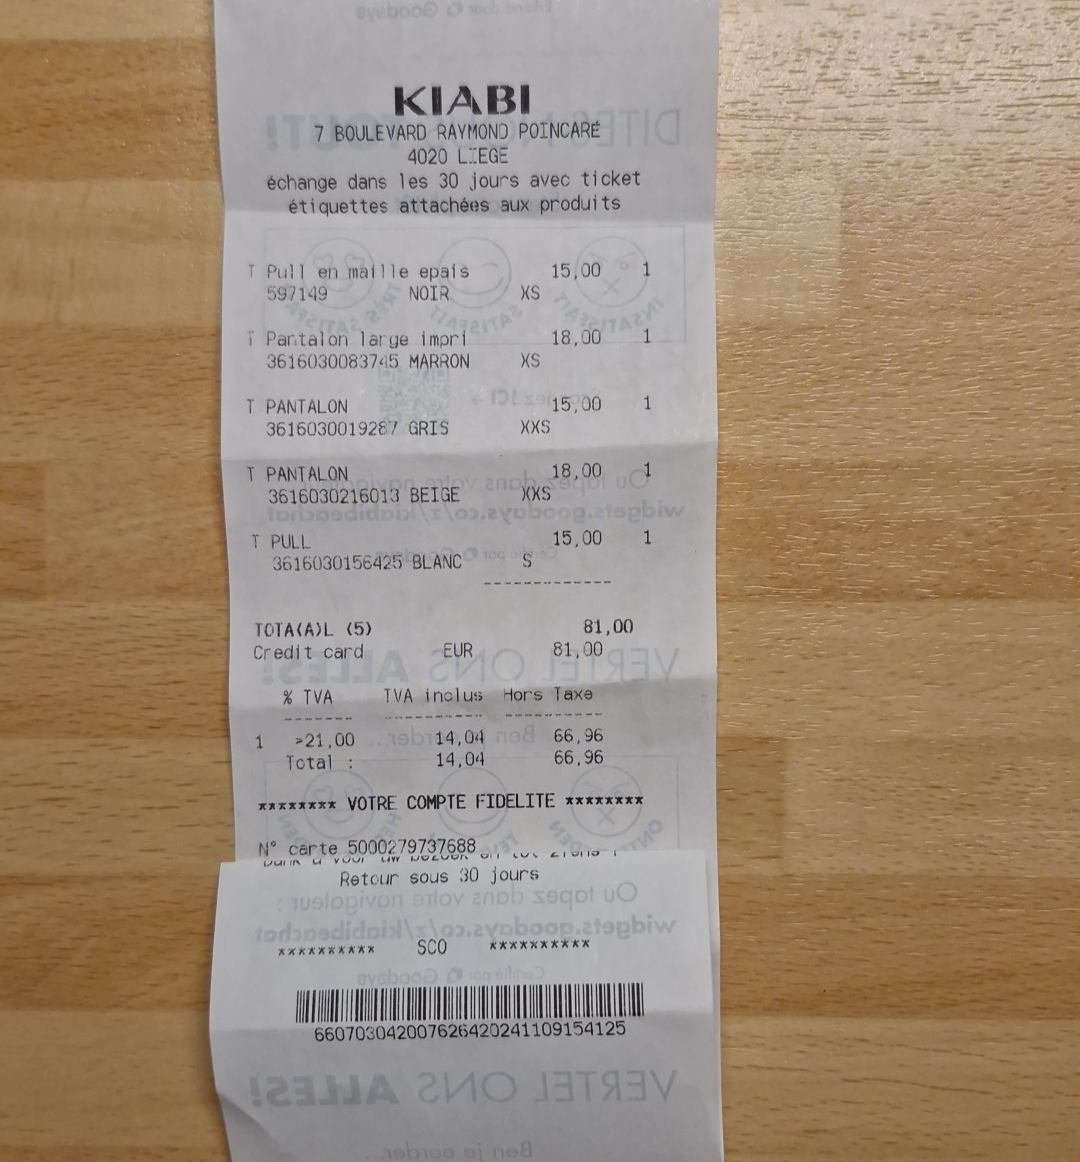 KIABI
7 BOULEVARD RAYMOND POINCARÉ
4020 LIEGE
échange dans les 30 jours avec ticket
étiquettes attachées aux produits
T Pull en maille epais 15,00 1
597149 NOIR XS
T Pantalon large impri 18,00 1
3616030083745 MARRON XS
T PANTALON 15,00 1
3616030019287 GRIS XXS
T PANTALON 18,00 1
3616030216013 BEIGE XXS
T PULL 15,00 1
3616030156425 BLANC S
------------
TOTA(A)L (5) 81,00
Credit card EUR 81,00
% TVA TVA inclus Hors Taxe
------- ---------- ----------
1 >21,00 14,04 66,96
Total : 14,04 66,96
******** VOTRE COMPTE FIDELITE ********
N° carte 5000279737688
Retour sous 30 jours
********** SCO **********
660703042007626420241109154125